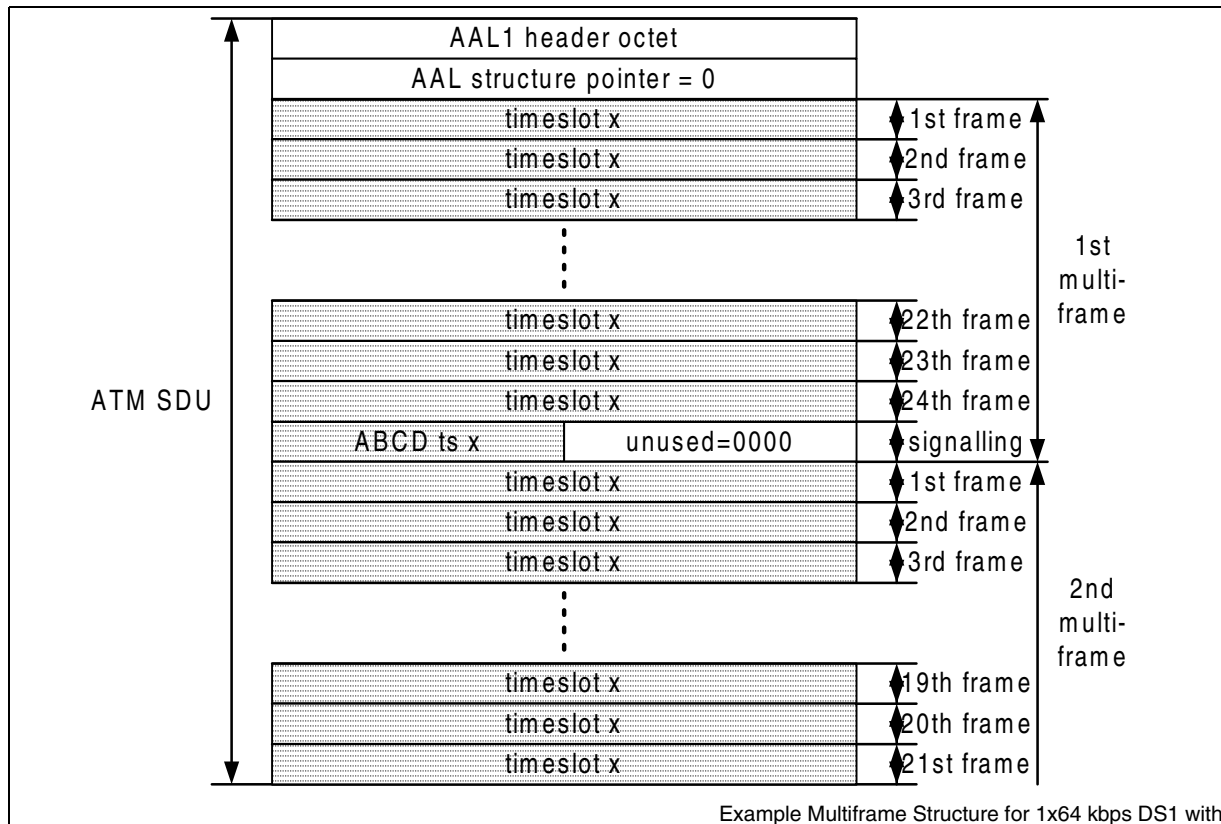 AAL1 header octet
AAL structure pointer = 0
timeslot x
1st frame
timeslot x
2nd frame
timeslot x
3rd frame
1st
multi-
frame
timeslot x
22th frame
timeslot x
23th frame
ATM SDU
timeslot x
24th frame
ABCD ts x
unused=0000
signalling
timeslot x
1st frame
timeslot x
2nd frame
timeslot x
3rd frame
2nd
multi-
frame
timeslot x
19th frame
timeslot x
20th frame
timeslot x
21st frame
Example Multiframe Structure for 1x64 kbps DS1 with